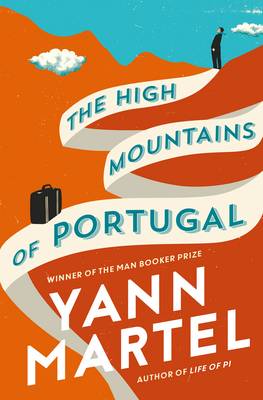 THE HIGH
MOUNTAINS
OF PORTUGAL
WINNER OF THE MAN BOOKER PRIZE
YANN
MARTEL
AUTHOR OF LIFE OF PI